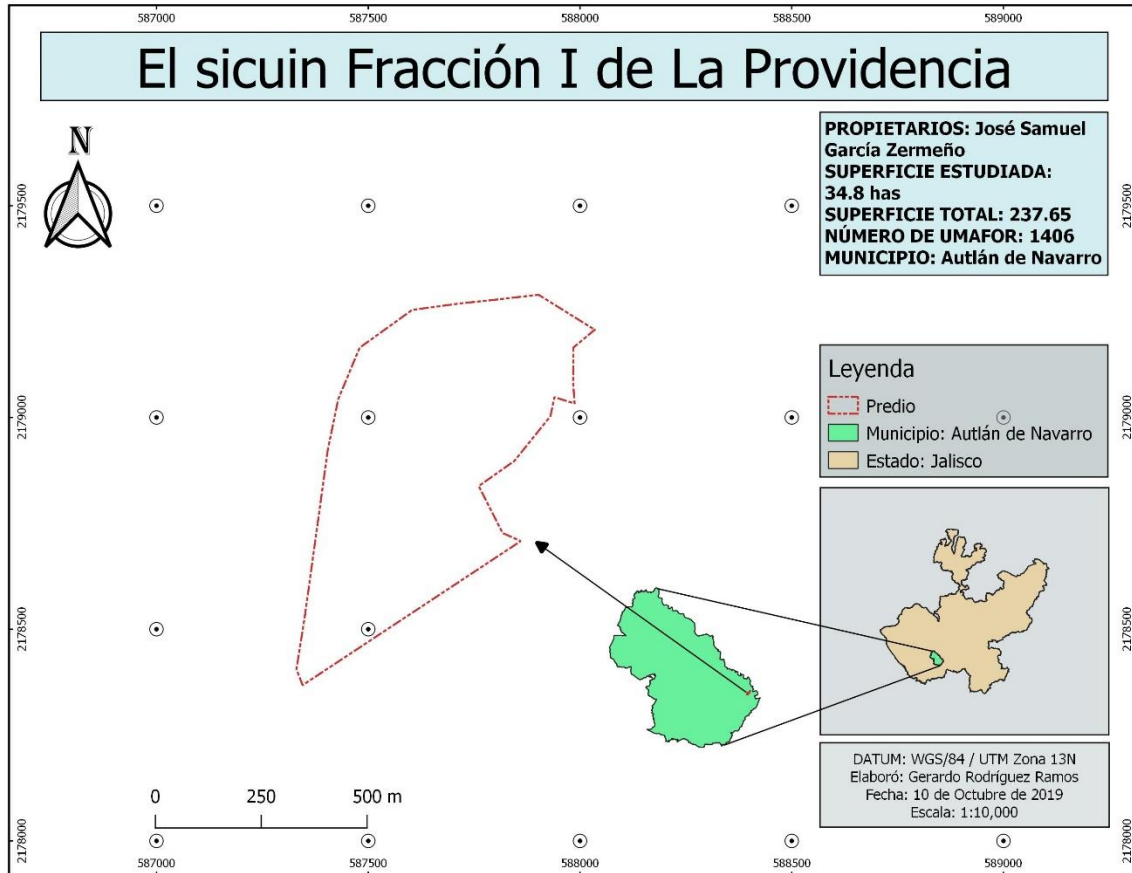 587000 587500 588000 588500 589000
El sicuin Fracción I de La Providencia
PROPIETARIOS: José Samuel
García Zermeño
SUPERFICIE ESTUDIADA:
34.8 has
SUPERFICIE TOTAL: 237.65
NÚMERO DE UMAFOR: 1406
MUNICIPIO: Autlán de Navarro
N
2179500 2179500
Leyenda
Predio
Municipio: Autlán de Navarro
Estado: Jalisco
2179000 2179000
2178500 2178500
DATUM: WGS/84 / UTM Zona 13N
Elaboró: Gerardo Rodríguez Ramos
Fecha: 10 de Octubre de 2019
Escala: 1:10,000
0 250 500 m
2178000 2178000
587000 587500 588000 588500 589000